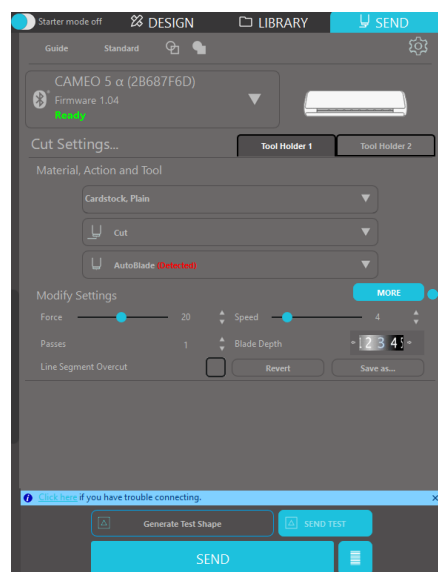 Starter mode off DESIGN LIBRARY SEND
Guide Standard
CAMEO 5 α (2B687F6D)
Firmware 1.04
Ready
Cut Settings... Tool Holder 1 Tool Holder 2
Material, Action and Tool
Cardstock, Plain
Cut
AutoBlade (Detected)
Modify Settings MORE
Force 20 Speed 4
Passes 1 Blade Depth 2 3 4
Line Segment Overcut Revert Save as...
Click here if you have trouble connecting. x
Generate Test Shape SEND TEST
SEND